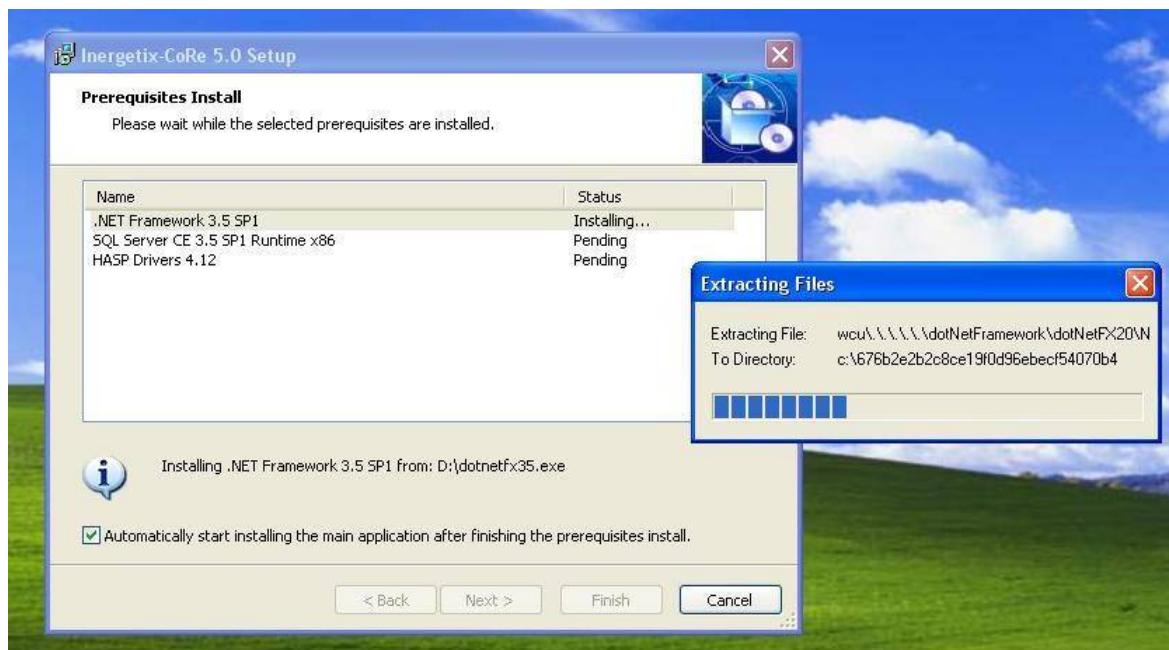 Inergetix-CoRe 5.0 Setup
Prerequisites Install
Please wait while the selected prerequisites are installed.
Name Status
.NET Framework 3.5 SP1 Installing...
SQL Server CE 3.5 SP1 Runtime x86 Pending
HASP Drivers 4.12 Pending
Extracting Files
Extracting File: wcu\.\.\.\.\.\dotNetFramework\dotNetFX20\N
To Directory: c:\676b2e2b2c8ce19f0d96ebecf54070b4
Installing .NET Framework 3.5 SP1 from: D:\dotnetfx35.exe
Automatically start installing the main application after finishing the prerequisites install.
< Back Next > Finish Cancel